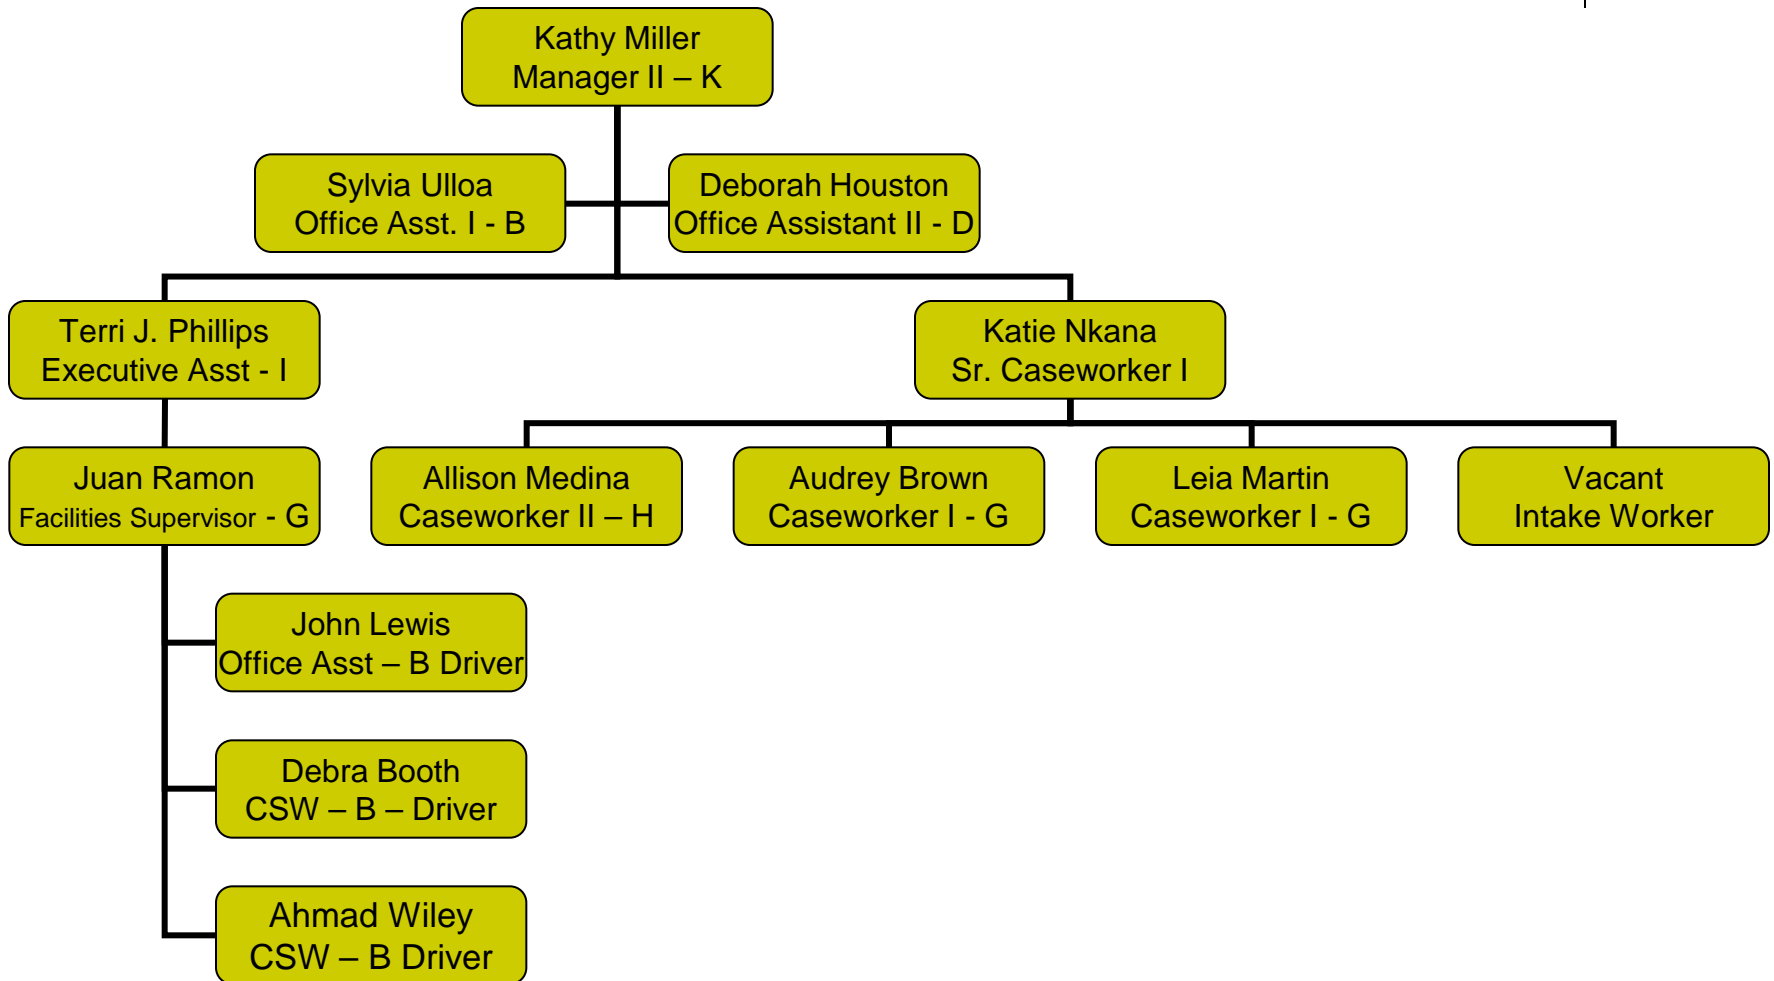 Kathy Miller
Manager II – K
Sylvia Ulloa
Office Asst. I - B
Deborah Houston
Office Assistant II - D
Terri J. Phillips
Executive Asst - I
Katie Nkana
Sr. Caseworker I
Juan Ramon
Facilities Supervisor - G
Allison Medina
Caseworker II – H
Audrey Brown
Caseworker I - G
Leia Martin
Caseworker I - G
Vacant
Intake Worker
John Lewis
Office Asst – B Driver
Debra Booth
CSW – B – Driver
Ahmad Wiley
CSW – B Driver